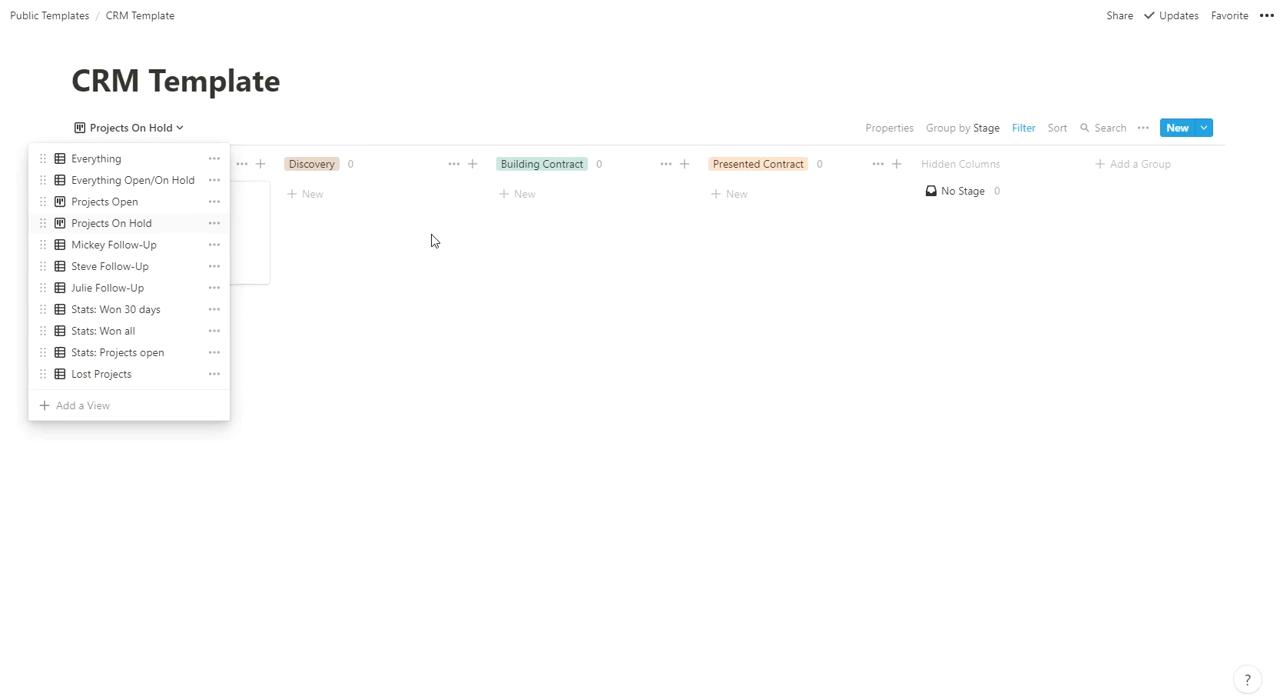 Public Templates / CRM Template
Share Updates Favorite
CRM Template
Projects On Hold
Properties Group by Stage Filter Sort Search New
Everything
Everything Open/On Hold
Projects Open
Projects On Hold
Mickey Follow-Up
Steve Follow-Up
Julie Follow-Up
Stats: Won 30 days
Stats: Won all
Stats: Projects open
Lost Projects
Add a View
Discovery 0
New
Building Contract 0
New
Presented Contract 0
New
Hidden Columns
No Stage 0
Add a Group
?